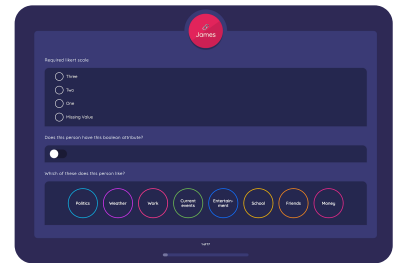 James
Required likert scale
Three
Two
One
Missing Value
Does this person have this boolean attribute?
Which of these does this person like?
Politics
Weather
Work
Current
events
Entertain-
ment
School
Friends
Money